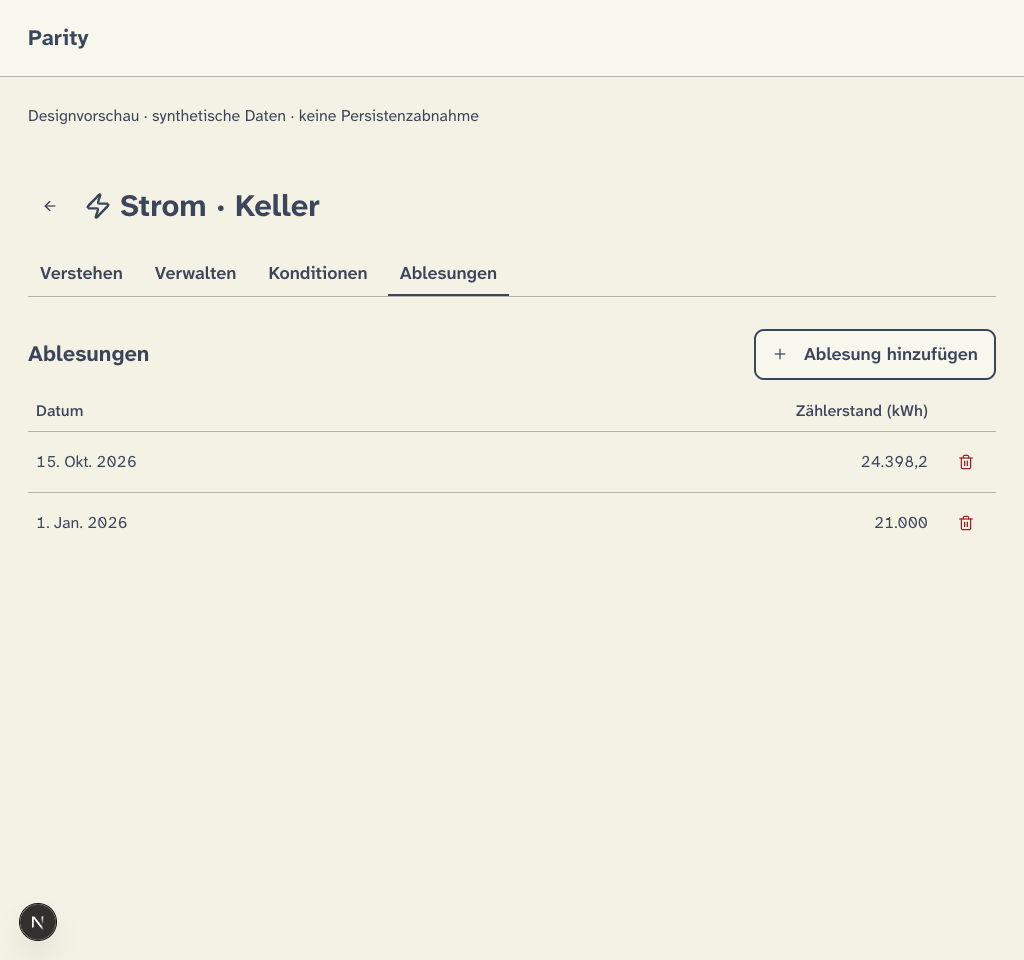 Parity
Designvorschau · synthetische Daten · keine Persistenzabnahme
Strom · Keller
Verstehen Verwalten Konditionen Ablesungen
Ablesungen
Ablesung hinzufügen
Datum Zählerstand (kWh)
15. Okt. 2026 24.398,2
1. Jan. 2026 21.000
N